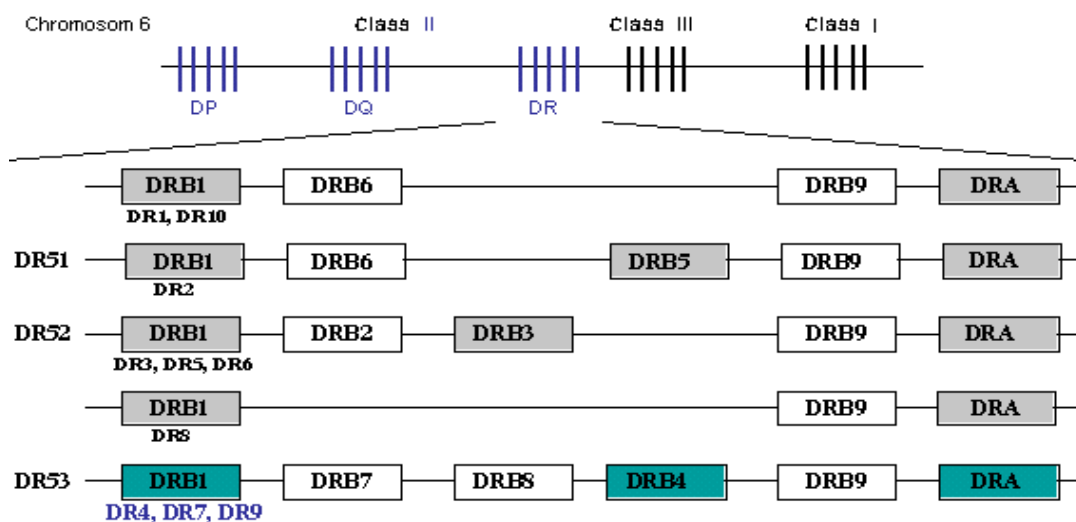 Chromosom 6 Class II Class III Class I
DP DQ DR
DRB1 DRB6 DRB9 DRA
DR1, DR10
DR51 DRB1 DRB6 DRB5 DRB9 DRA
DR2
DR52 DRB1 DRB2 DRB3 DRB9 DRA
DR3, DR5, DR6
DRB1 DRB9 DRA
DR8
DR53 DRB1 DRB7 DRB8 DRB4 DRB9 DRA
DR4, DR7, DR9